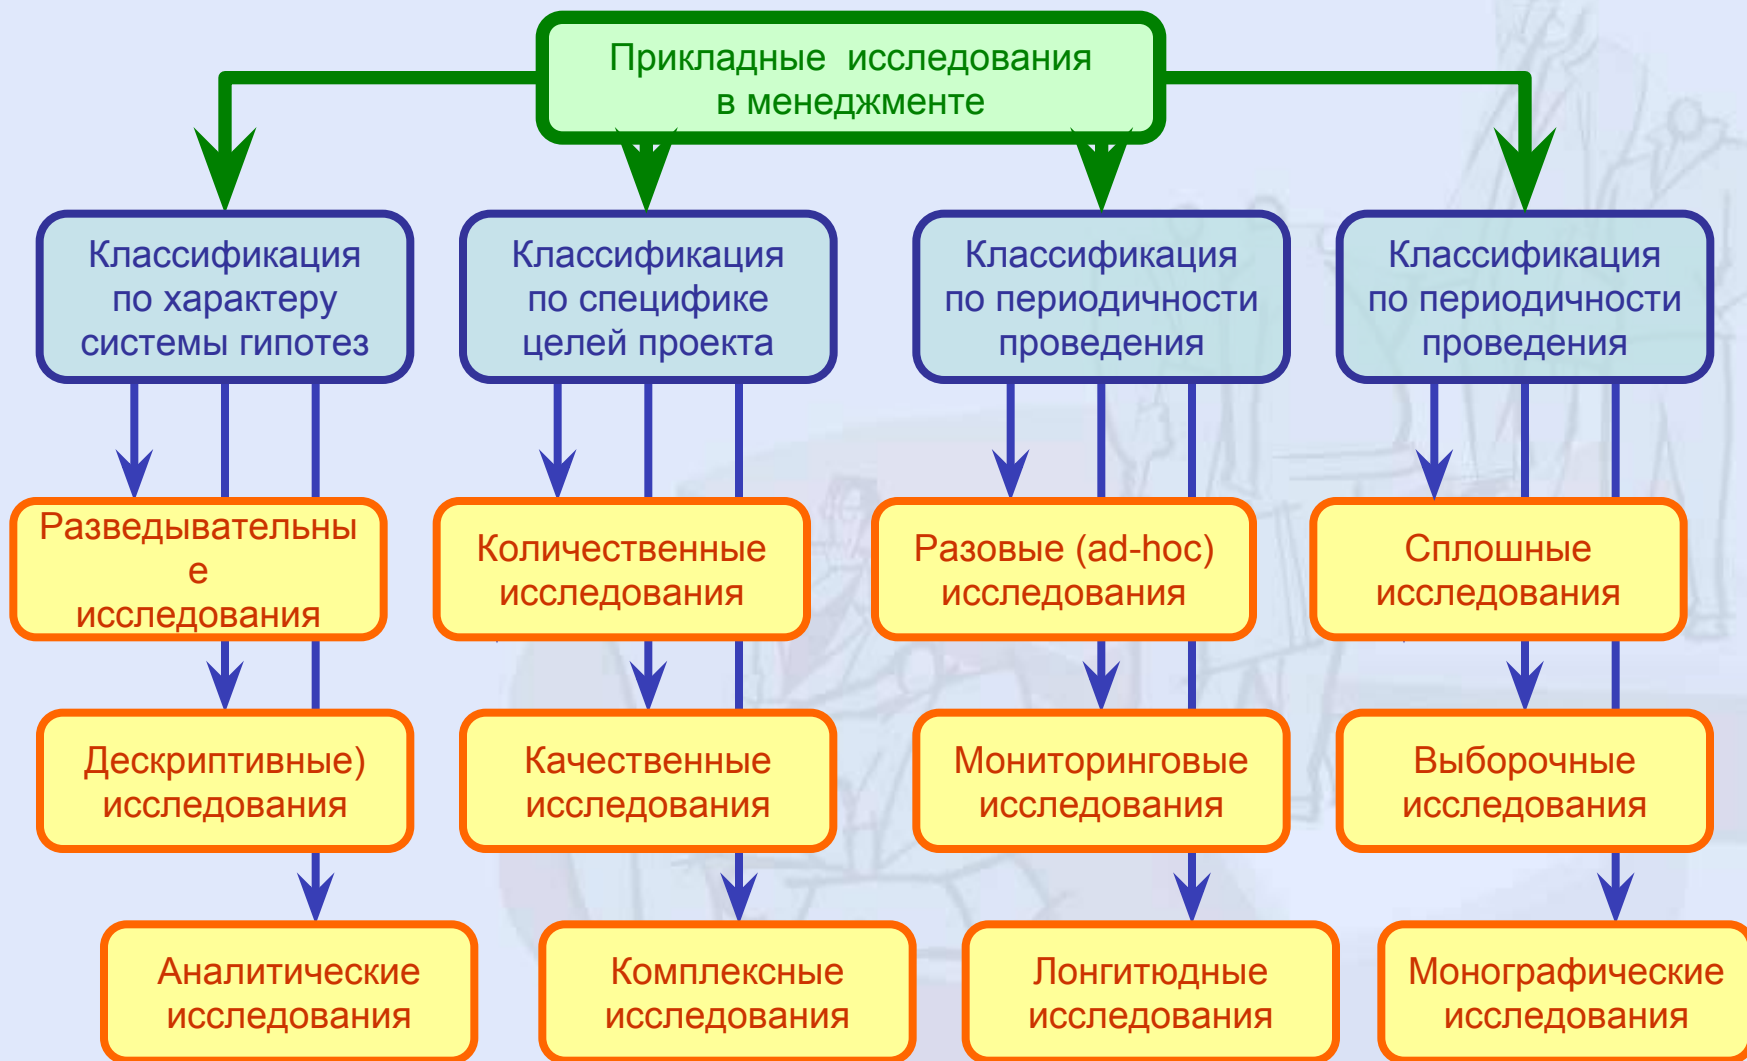 Прикладные исследования
в менеджменте
Классификация
по характеру
системы гипотез
Классификация
по специфике
целей проекта
Классификация
по периодичности
проведения
Классификация
по периодичности
проведения
Разведывательны
е
исследования
Количественные
исследования
Разовые (ad-hoc)
исследования
Сплошные
исследования
Дескриптивные)
исследования
Качественные
исследования
Мониторинговые
исследования
Выборочные
исследования
Аналитические
исследования
Комплексные
исследования
Лонгитюдные
исследования
Монографические
исследования